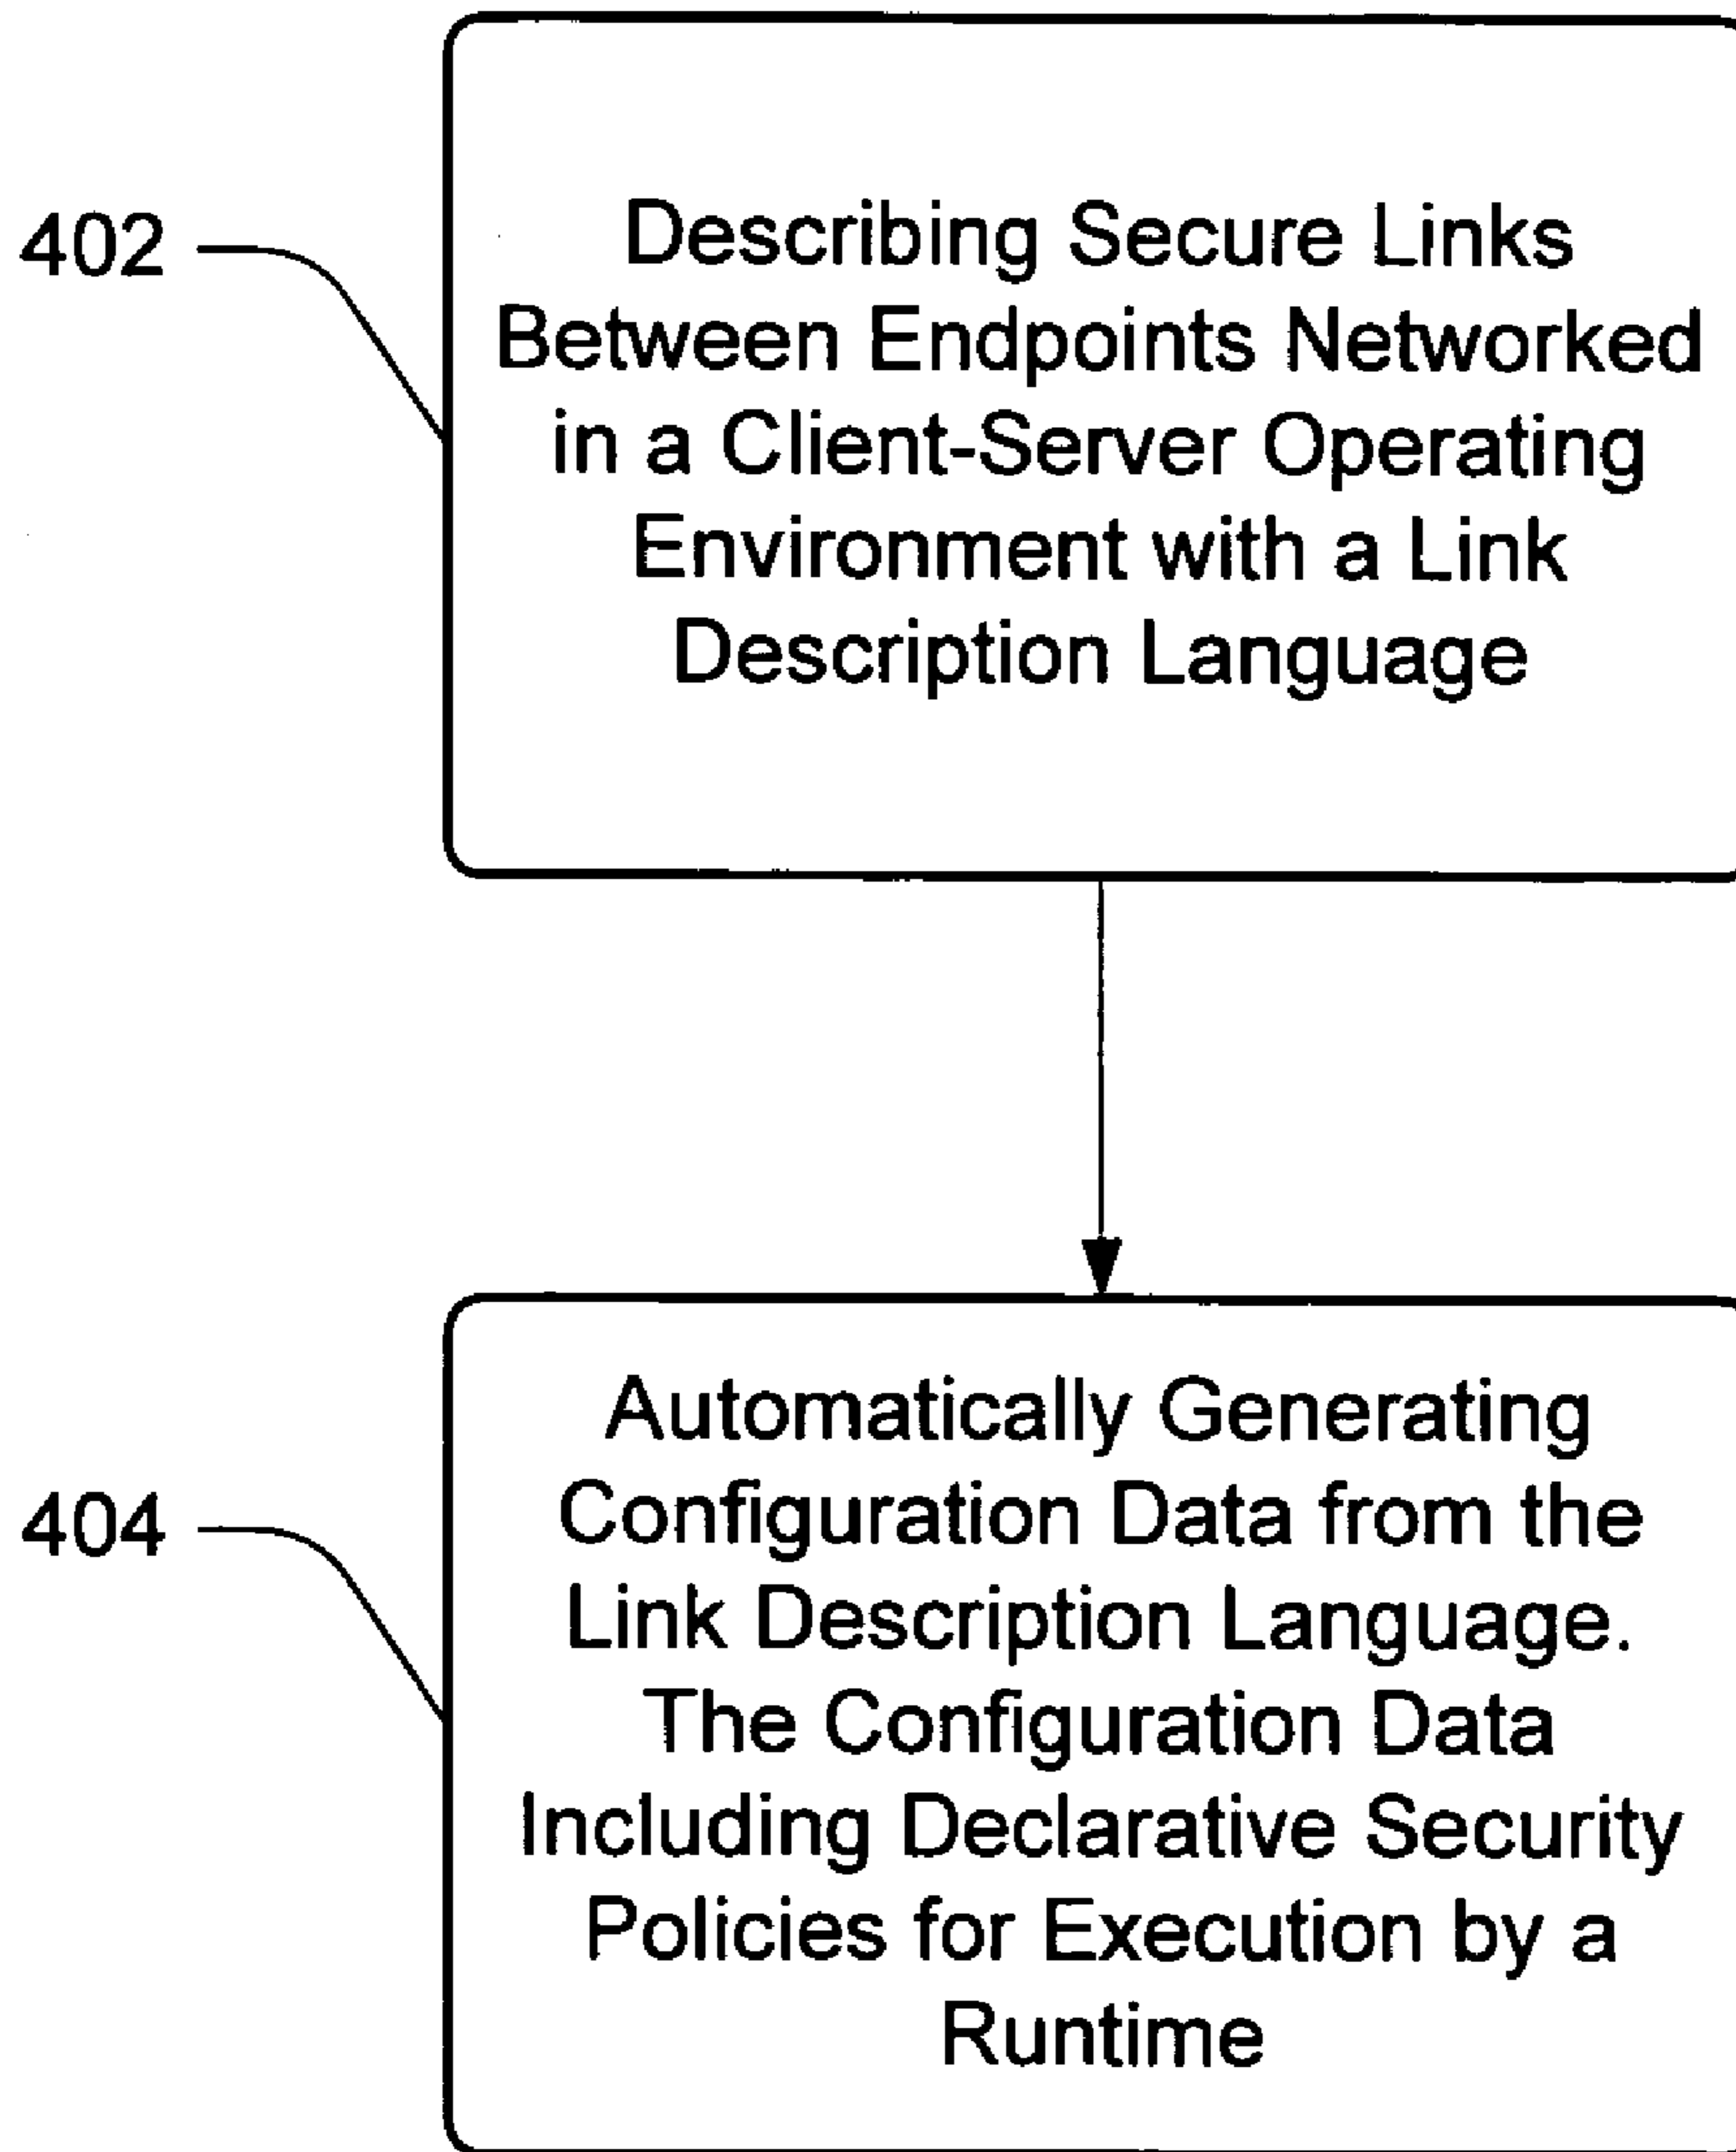 402
Describing Secure Links
Between Endpoints Networked
in a Client-Server Operating
Environment with a Link
Description Language
404
Automatically Generating
Configuration Data from the
Link Description Language.
The Configuration Data
Including Declarative Security
Policies for Execution by a
Runtime